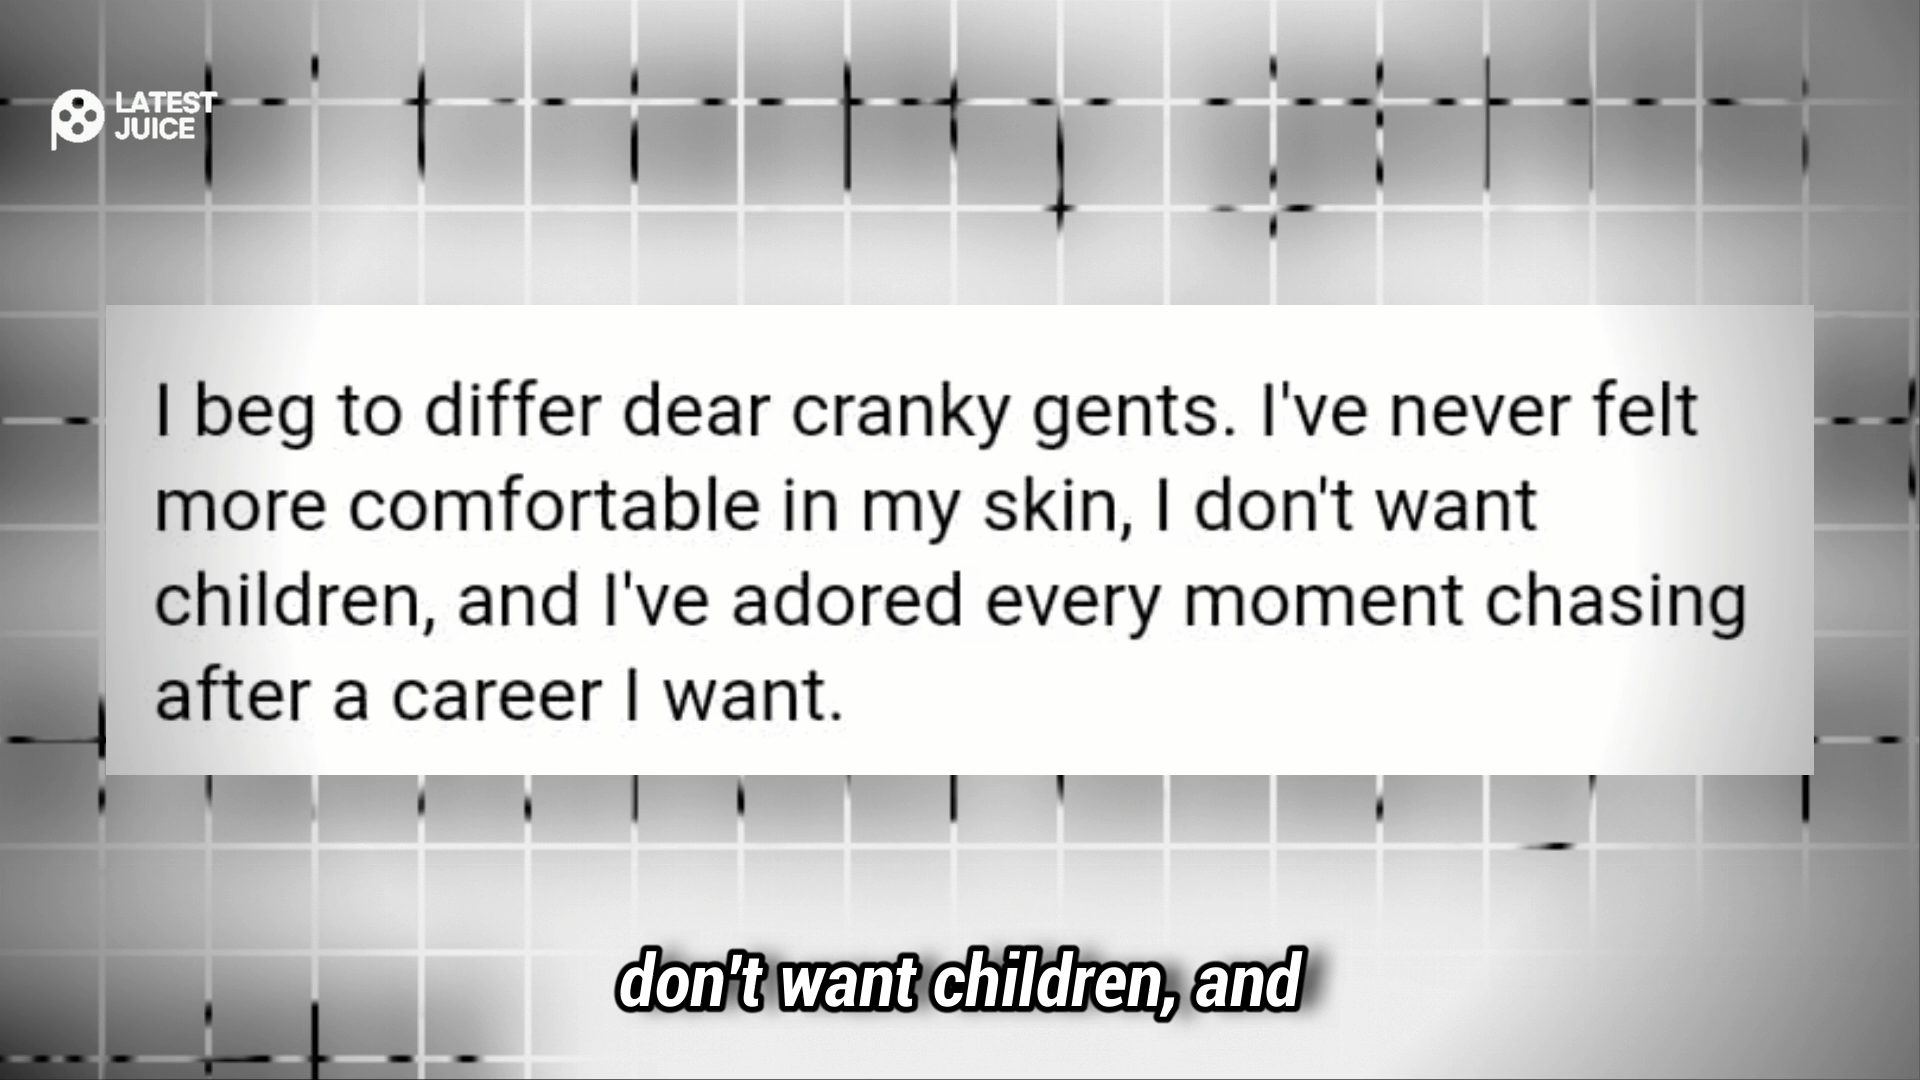 LATEST
JUICE
I beg to differ dear cranky gents. I've never felt
more comfortable in my skin, I don't want
children, and I've adored every moment chasing
after a career I want.
don't want children, and